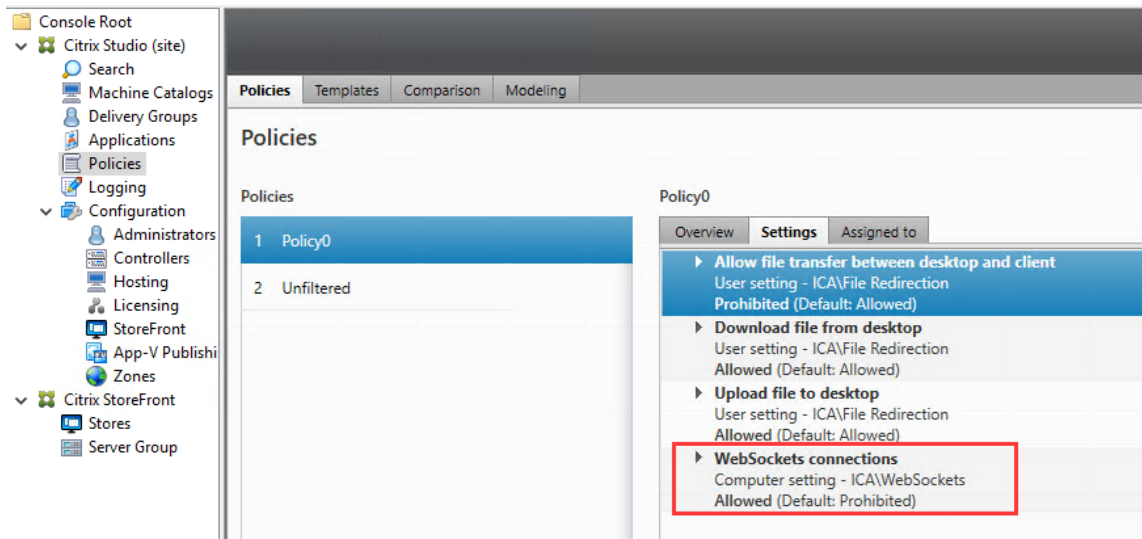 Console Root
Citrix Studio (site)
Search
Machine Catalogs
Delivery Groups
Applications
Policies
Logging
Configuration
Administrators
Controllers
Hosting
Licensing
StoreFront
App-V Publishi
Zones
Citrix StoreFront
Stores
Server Group
Policies Templates Comparison Modeling
Policies
Policies
1 Policy0
2 Unfiltered
Policy0
Overview Settings Assigned to
Allow file transfer between desktop and client
User setting - ICA\File Redirection
Prohibited (Default: Allowed)
Download file from desktop
User setting - ICA\File Redirection
Allowed (Default: Allowed)
Upload file to desktop
User setting - ICA\File Redirection
Allowed (Default: Allowed)
WebSockets connections
Computer setting - ICA\WebSockets
Allowed (Default: Prohibited)